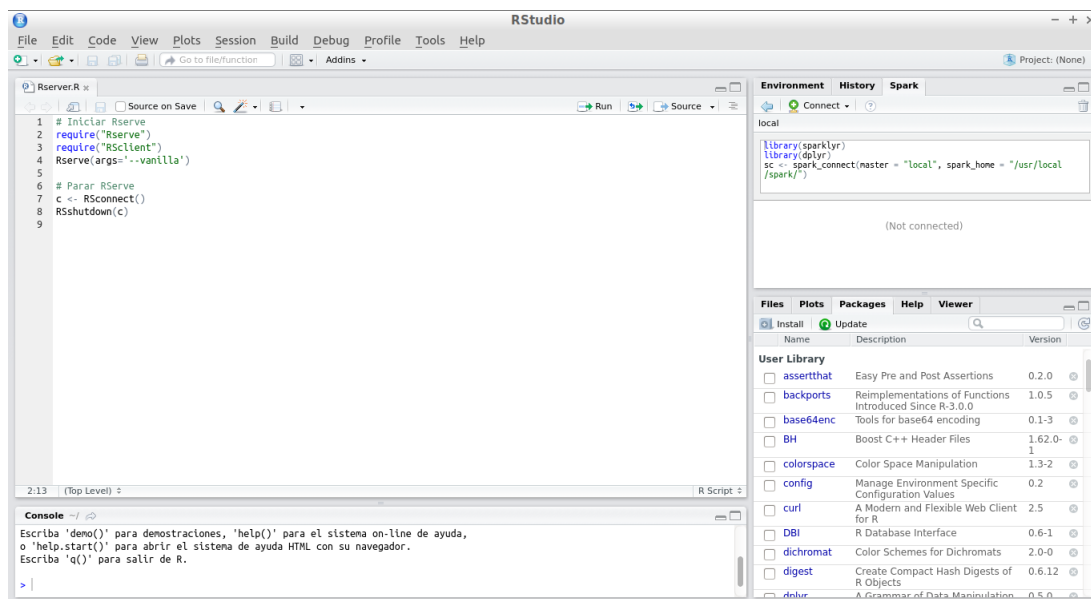 RStudio
File Edit Code View Plots Session Build Debug Profile Tools Help
Go to file/function Addins Project: (None)
Rserver.R
Source on Save Run Source
1 # Iniciar Rserve
2 require("Rserve")
3 require("RSclient")
4 Rserve(args='--vanilla')
5
6 # Parar RServe
7 c <- RSconnect()
8 RSshutdown(c)
9
2:13 (Top Level) R Script
Console ~/
Escriba 'demo()' para demostraciones, 'help()' para el sistema on-line de ayuda,
o 'help.start()' para abrir el sistema de ayuda HTML con su navegador.
Escriba 'q()' para salir de R.
>
Environment History Spark
Connect
local
library(sparklyr)
library(dplyr)
sc <- spark_connect(master = "local", spark_home = "/usr/local
/spark/")
(Not connected)
Files Plots Packages Help Viewer
Install Update
Name Description Version
User Library
assertthat Easy Pre and Post Assertions 0.2.0
backports Reimplementations of Functions 1.0.5
Introduced Since R-3.0.0
base64enc Tools for base64 encoding 0.1-3
BH Boost C++ Header Files 1.62.0-
1
colorspace Color Space Manipulation 1.3-2
config Manage Environment Specific 0.2
Configuration Values
curl A Modern and Flexible Web Client 2.5
for R
DBI R Database Interface 0.6-1
dichromat Color Schemes for Dichromats 2.0-0
digest Create Compact Hash Digests of 0.6.12
R Objects
dplyr A Grammar of Data Manipulation 0.5.0